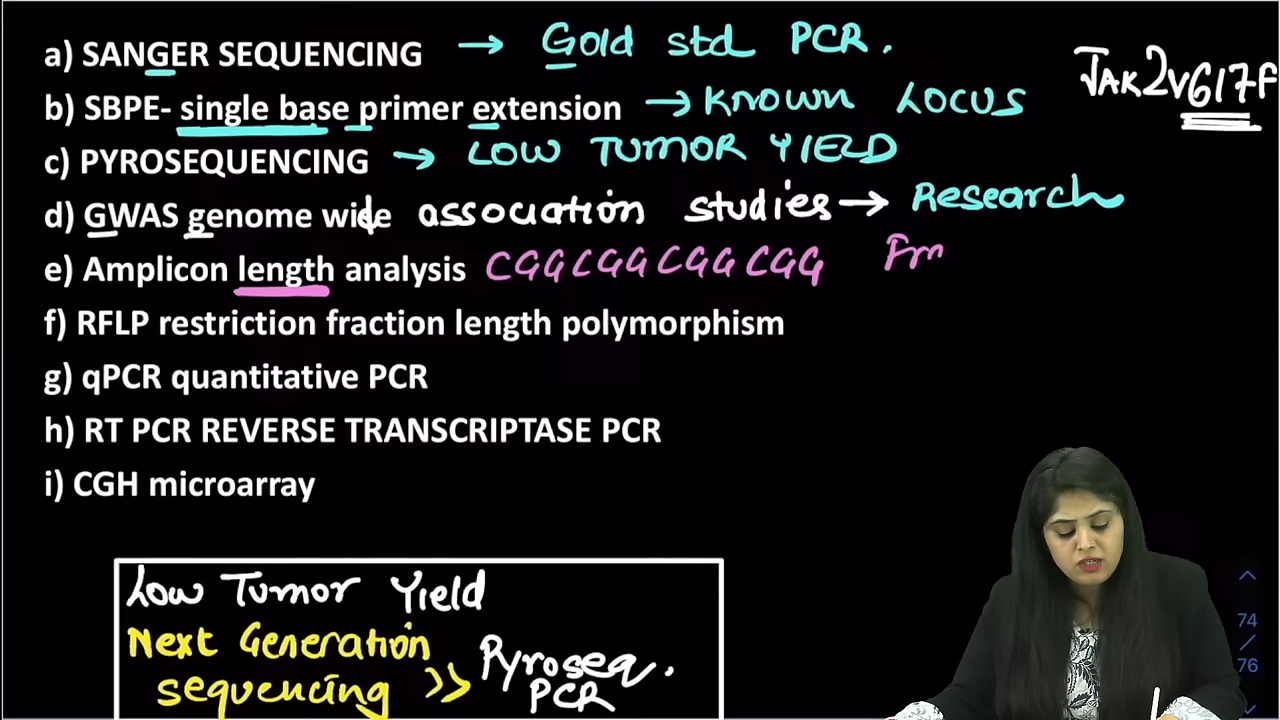 a) SANGER SEQUENCING → Gold std PCR.
JAK2V617F
b) SBPE- single base primer extension → KNOWN LOCUS
c) PYROSEQUENCING → LOW TUMOR YIELD
d) GWAS genome wide association studies → Research
e) Amplicon length analysis CGGCGGCGGCGG Fm
f) RFLP restriction fraction length polymorphism
g) qPCR quantitative PCR
h) RT PCR REVERSE TRANSCRIPTASE PCR
i) CGH microarray
Low Tumor Yield
Next Generation
sequencing >> Pyroseq.
PCR
74
/
76